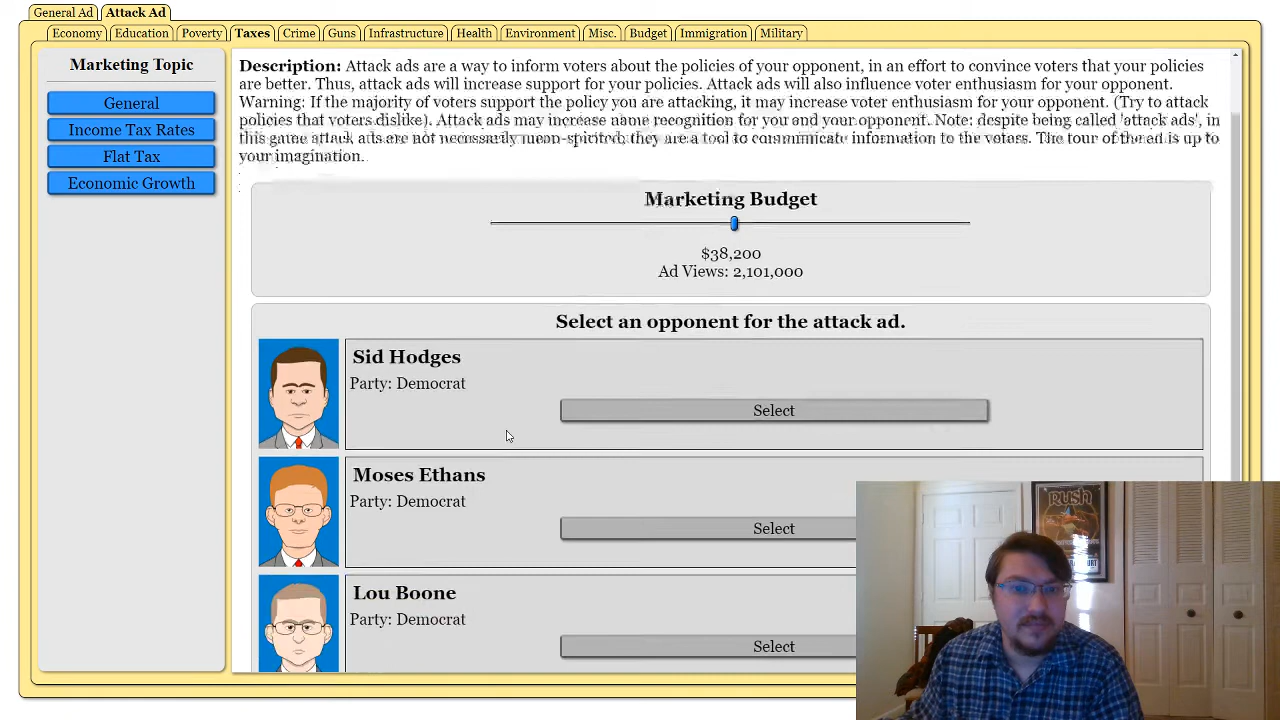 General Ad
Attack Ad
Economy
Education
Poverty
Taxes
Crime
Guns
Infrastructure
Health
Environment
Misc.
Budget
Immigration
Military
Marketing Topic
General
Income Tax Rates
Flat Tax
Economic Growth
Description: Attack ads are a way to inform voters about the policies of your opponent, in an effort to convince voters that your policies
are better. Thus, attack ads will increase support for your policies. Attack ads will also influence voter enthusiasm for your opponent.
Warning: If the majority of voters support the policy you are attacking, it may increase voter enthusiasm for your opponent. (Try to attack
policies that voters dislike). Attack ads may increase name recognition for you and your opponent. Note: despite being called 'attack ads', in
this game attack ads are not necessarily mean-spirited, they are a tool to communicate information to the voters. The tour of the ad is up to
your imagination.
Marketing Budget
$38,200
Ad Views: 2,101,000
Select an opponent for the attack ad.
Sid Hodges
Party: Democrat
Select
Moses Ethans
Party: Democrat
Select
Lou Boone
Party: Democrat
Select
RUSH